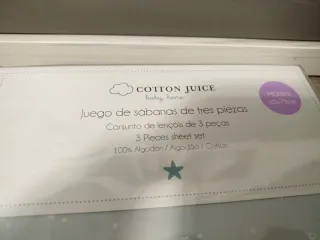 COTTON JUICE
baby home
Juego de sábanas de tres piezas
Conjunto de lençóis de 3 peças
3 Pieces sheet set
100% Algodón / Algodão / Cotton